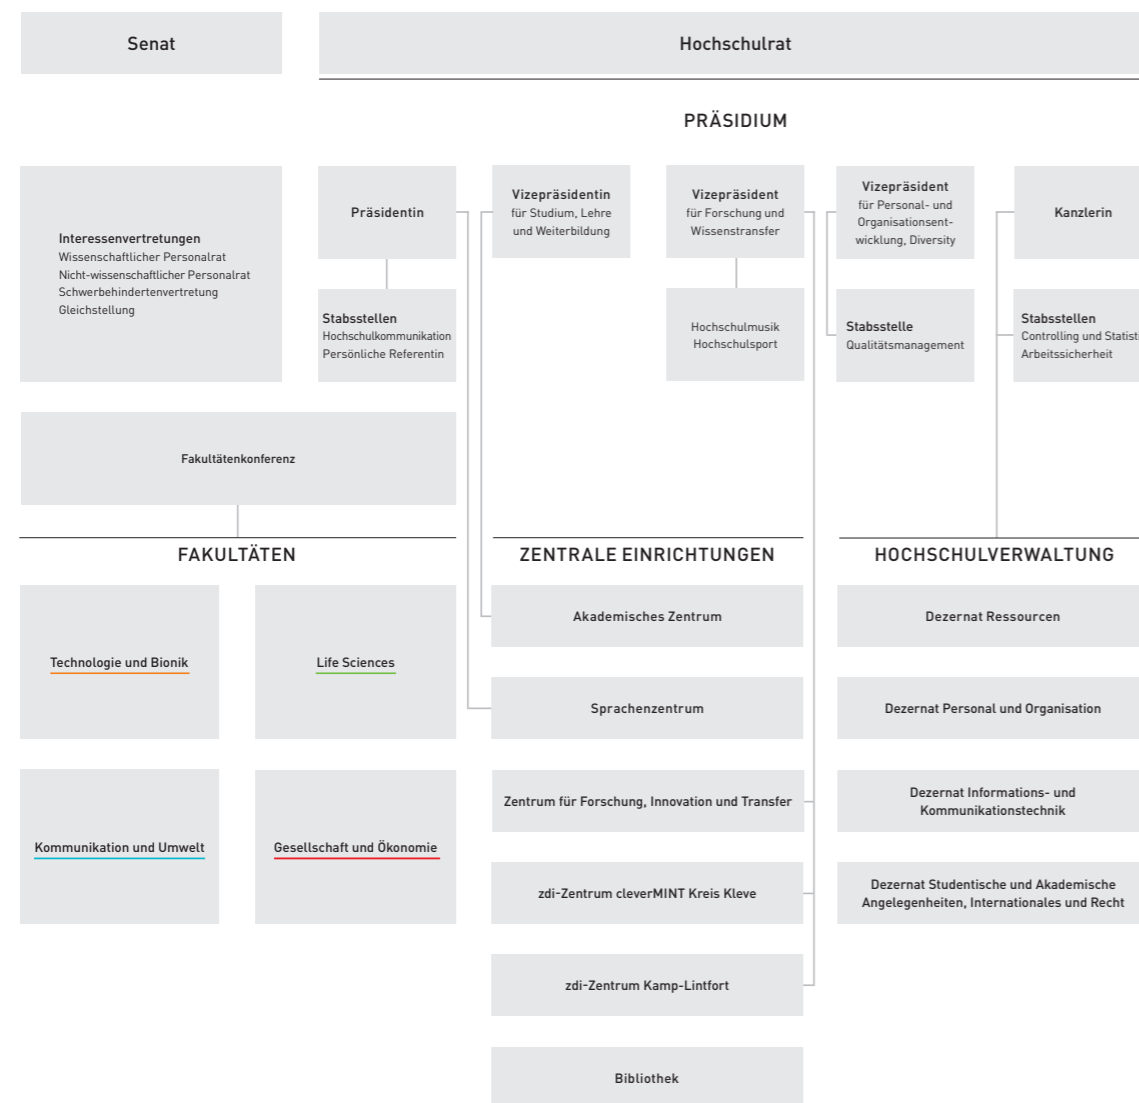 Senat
Hochschulrat
PRÄSIDIUM
Interessenvertretungen
Wissenschaftlicher Personalrat
Nicht-wissenschaftlicher Personalrat
Schwerbehindertenvertretung
Gleichstellung
Präsidentin
Vizepräsidentin
für Studium, Lehre
und Weiterbildung
Vizepräsident
für Forschung und
Wissenstransfer
Vizepräsident
für Personal- und
Organisationsent-
wicklung, Diversity
Kanzlerin
Stabsstellen
Hochschulkommunikation
Persönliche Referentin
Hochschulmusik
Hochschulsport
Stabsstelle
Qualitätsmanagement
Stabsstellen
Controlling und Statisti
Arbeitssicherheit
Fakultätenkonferenz
FAKULTÄTEN
Technologie und Bionik
Life Sciences
Kommunikation und Umwelt
Gesellschaft und Ökonomie
ZENTRALE EINRICHTUNGEN
Akademisches Zentrum
Sprachenzentrum
Zentrum für Forschung, Innovation und Transfer
zdi-Zentrum cleverMINT Kreis Kleve
zdi-Zentrum Kamp-Lintfort
Bibliothek
HOCHSCHULVERWALTUNG
Dezernat Ressourcen
Dezernat Personal und Organisation
Dezernat Informations- und
Kommunikationstechnik
Dezernat Studentische und Akademische
Angelegenheiten, Internationales und Recht